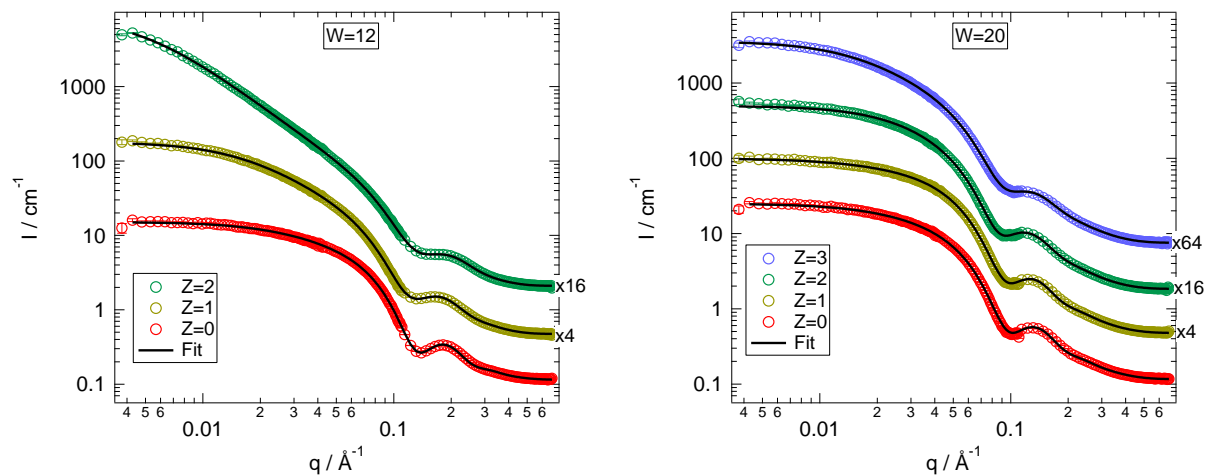 W=12
I / cm⁻¹
1000
100
10
1
0.1
Z=2
Z=1
Z=0
Fit
x16
x4
4 5 6 2 3 4 5 6 2 3 4 5 6
0.01 0.1
q / Å⁻¹
W=20
I / cm⁻¹
1000
100
10
1
0.1
Z=3
Z=2
Z=1
Z=0
Fit
x64
x16
x4
4 5 6 2 3 4 5 6 2 3 4 5 6
0.01 0.1
q / Å⁻¹